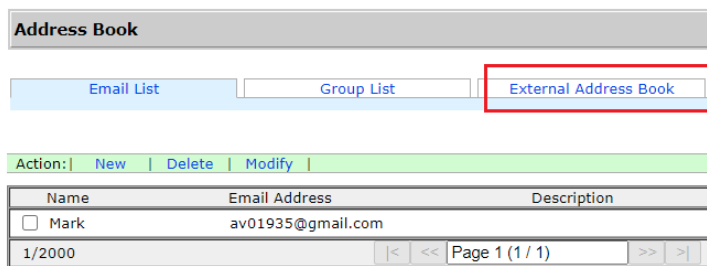 Address Book
Email List Group List External Address Book
Action:| New | Delete | Modify |
Name Email Address Description
Mark av01935@gmail.com
1/2000 |< << Page 1 (1 / 1) >> >|